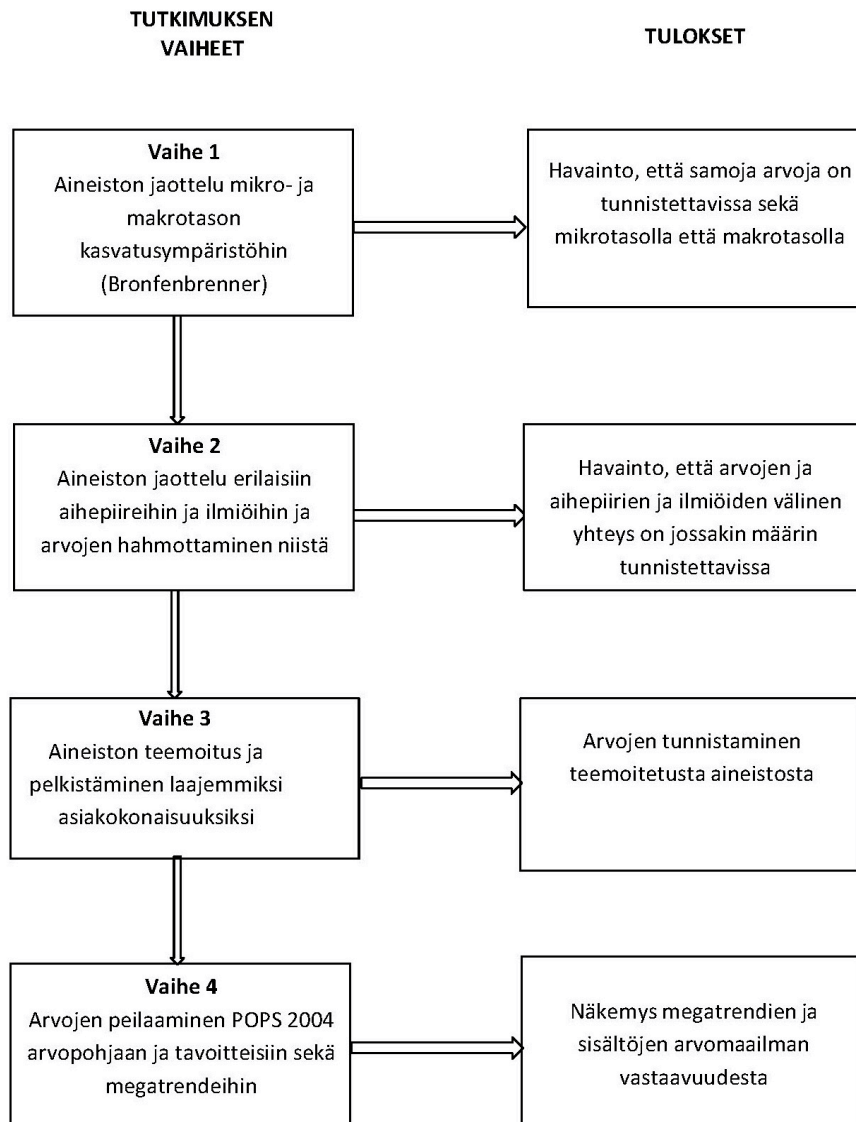 TUTKIMUKSEN
VAIHEET
TULOKSET
Vaihe 1
Aineiston jaottelu mikro- ja
makrotason
kasvatusympäristöhin
(Bronfenbrenner)
Havainto, että samoja arvoja on
tunnistettavissa sekä
mikrotasolla että makrotasolla
Vaihe 2
Aineiston jaottelu erilaisiin
aihepiireihin ja ilmiöihin ja
arvojen hahmottaminen niistä
Havainto, että arvojen ja
aihepiirien ja ilmiöiden välinen
yhteys on jossakin määrin
tunnistettavissa
Vaihe 3
Aineiston teemoitus ja
pelkistäminen laajemmiksi
asiakokonaisuuksiksi
Arvojen tunnistaminen
teemoitetusta aineistosta
Vaihe 4
Arvojen peilaaminen POPS 2004
arvopohjaan ja tavoitteisiin sekä
megatrendeihin
Näkemys megatrendien ja
sisältöjen arvomaailman
vastaavuudesta